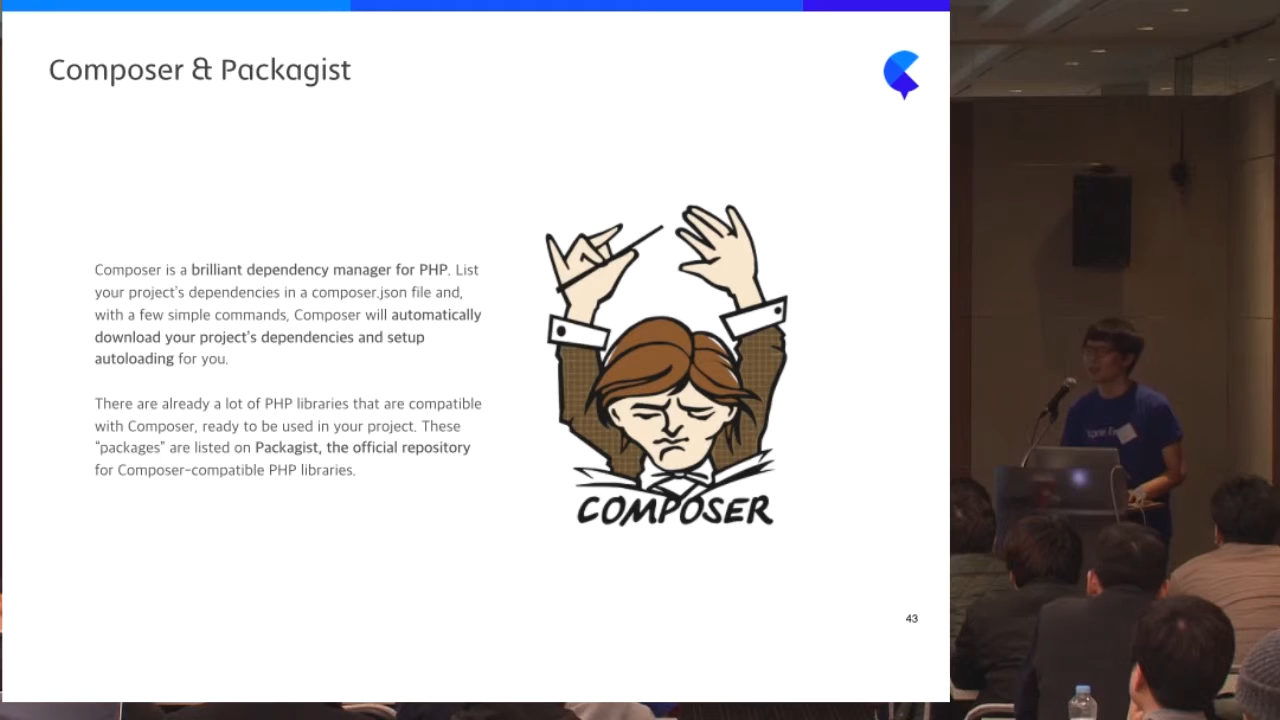 Composer & Packagist
Composer is a brilliant dependency manager for PHP. List
your project's dependencies in a composer.json file and,
with a few simple commands, Composer will automatically
download your project's dependencies and setup
autoloading for you.
There are already a lot of PHP libraries that are compatible
with Composer, ready to be used in your project. These
“packages” are listed on Packagist, the official repository
for Composer-compatible PHP libraries.
COMPOSER
43